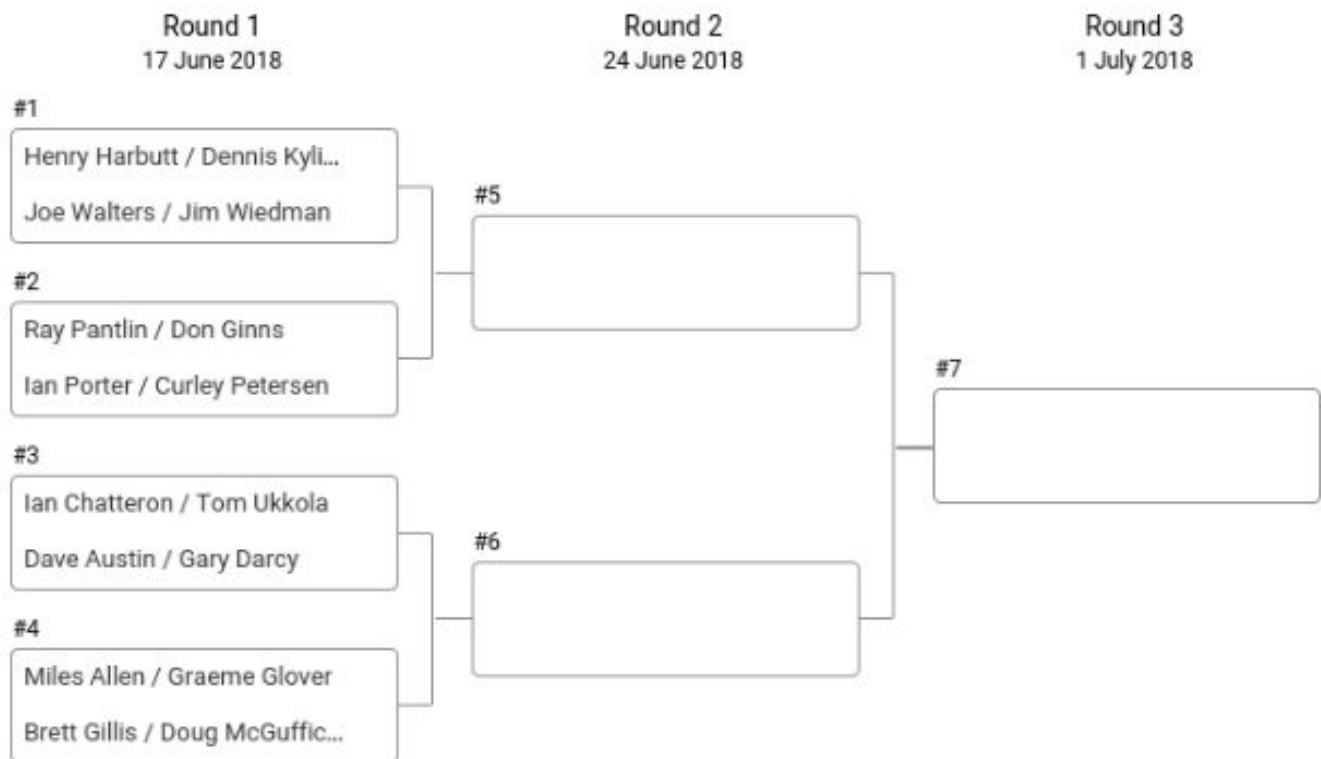 Round 1
17 June 2018
Round 2
24 June 2018
Round 3
1 July 2018
#1
Henry Harbutt / Dennis Kyli...
Joe Walters / Jim Wiedman
#2
Ray Pantlin / Don Ginns
Ian Porter / Curley Petersen
#3
Ian Chatteron / Tom Ukkola
Dave Austin / Gary Darcy
#4
Miles Allen / Graeme Glover
Brett Gillis / Doug McGuffic...
#5
#6
#7